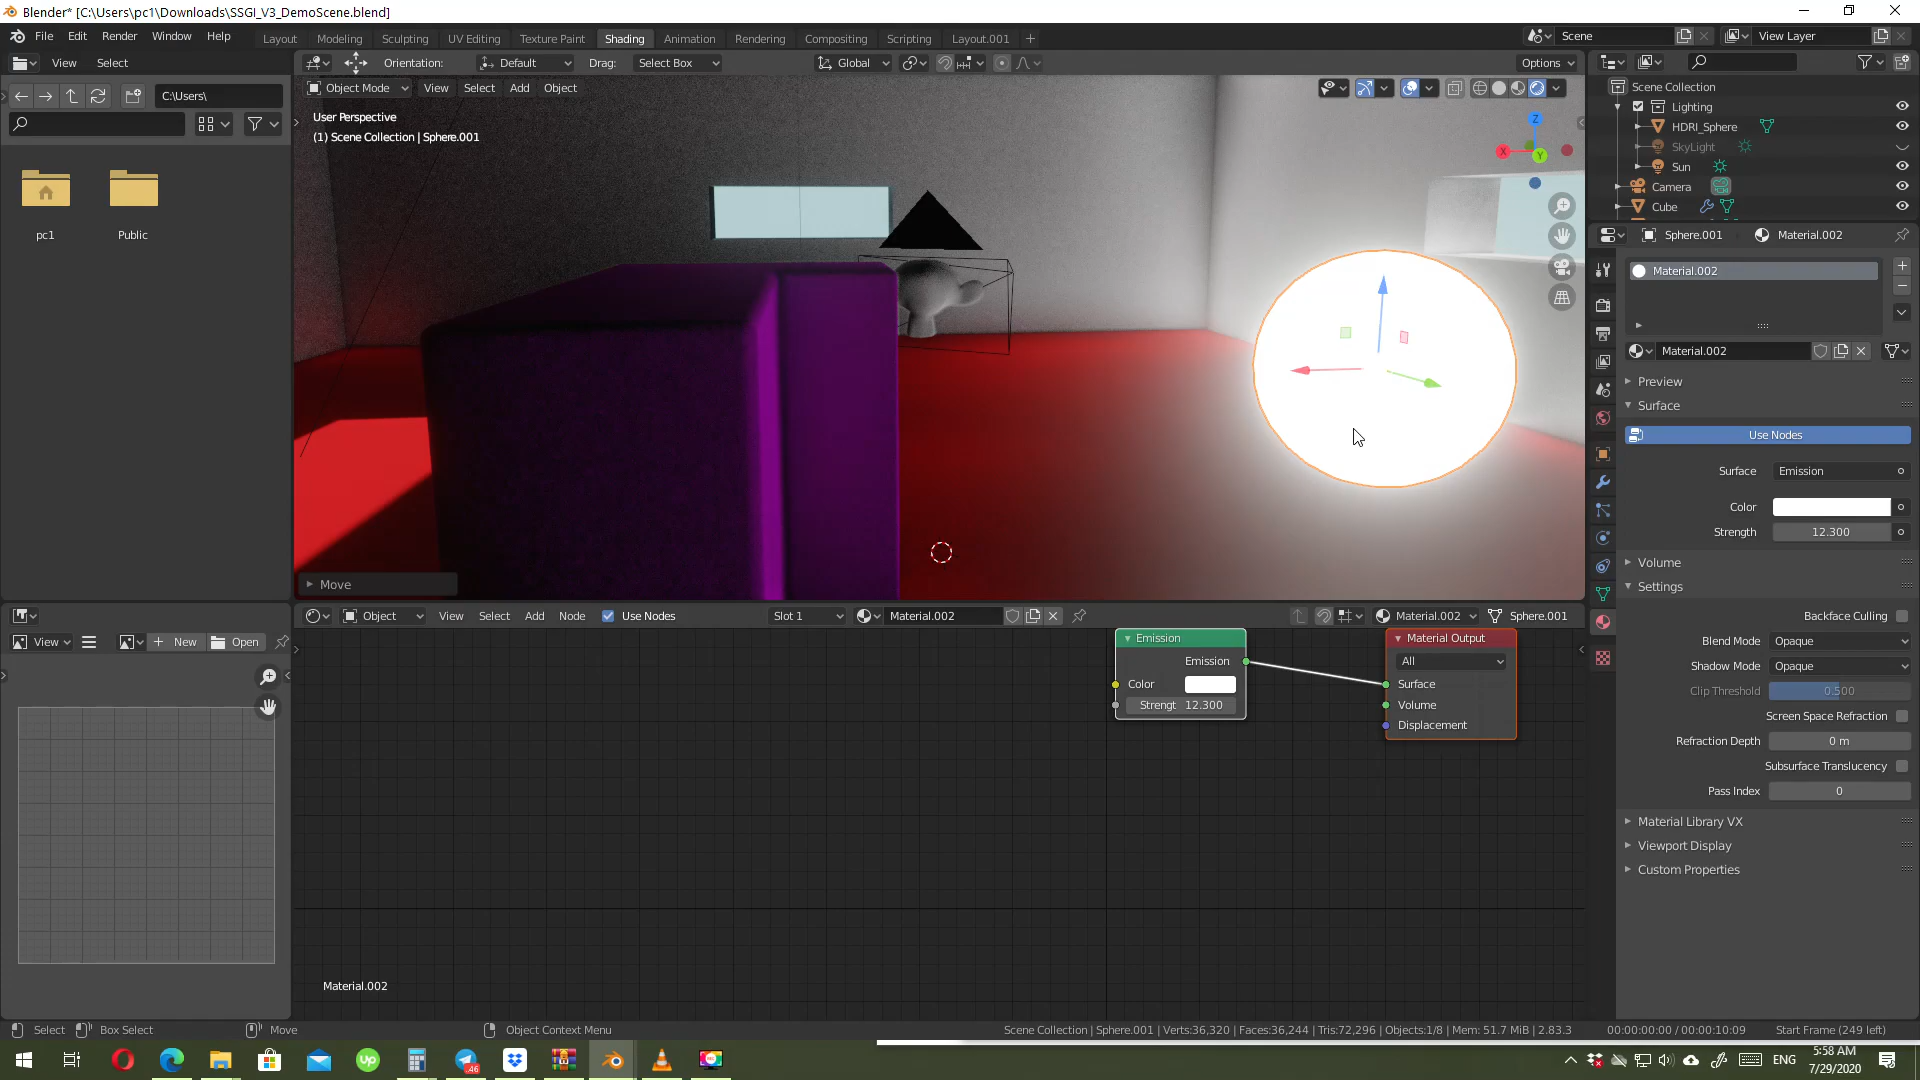 Blender* [C:\Users\pc1\Downloads\SSGI_V3_DemoScene.blend]
File Edit Render Window Help
Layout Modeling Sculpting UV Editing Texture Paint Shading Animation Rendering Compositing Scripting Layout.001 +
Scene
View Layer
View Select
Orientation: Default Drag: Select Box
Global
Options
C:\Users\
Object Mode View Select Add Object
User Perspective
(1) Scene Collection | Sphere.001
Z
X
Y
pc1 Public
Move
Scene Collection
Lighting
HDRI_Sphere
SkyLight
Sun
Camera
Cube
Sphere.001 Material.002
Material.002
Material.002
Preview
Surface
Use Nodes
Surface Emission
Color
Strength 12.300
Volume
Settings
Backface Culling
Blend Mode Opaque
Shadow Mode Opaque
Clip Threshold 0.500
Screen Space Refraction
Refraction Depth 0 m
Subsurface Translucency
Pass Index 0
Material Library VX
Viewport Display
Custom Properties
View + New Open
Object View Select Add Node Use Nodes Slot 1 Material.002
Material.002 Sphere.001
Emission
Emission
Color
Strengt 12.300
Material Output
All
Surface
Volume
Displacement
Material.002
Select Box Select Move Object Context Menu
Scene Collection | Sphere.001 | Verts:36,320 | Faces:36,244 | Tris:72,296 | Objects:1/8 | Mem: 51.7 MiB | 2.83.3
00:00:00:00 / 00:00:10:09 Start Frame (249 left)
Up
.46
REC
ENG
5:58 AM
7/29/2020